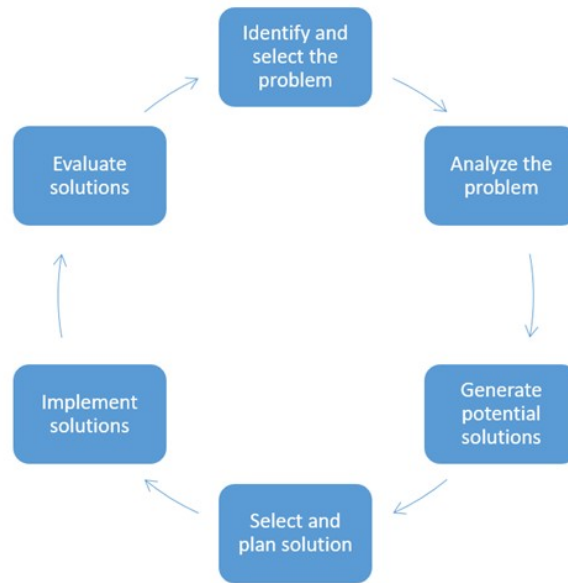 Identify and
select the
problem
Analyze the
problem
Generate
potential
solutions
Select and
plan solution
Implement
solutions
Evaluate
solutions